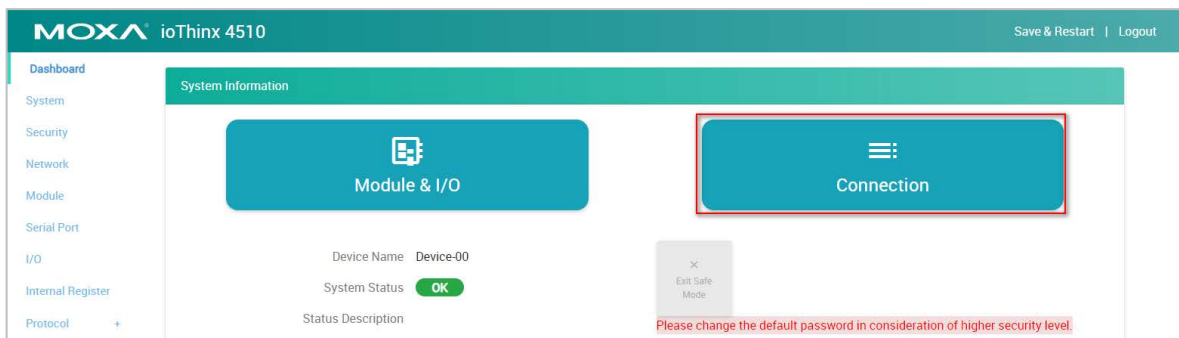 MOXA ioThinx 4510
Save & Restart | Logout
Dashboard
System
Security
Network
Module
Serial Port
I/O
Internal Register
Protocol +
System Information
Module & I/O
Connection
Device Name Device-00
System Status OK
Status Description
×
Exit Safe
Mode
Please change the default password in consideration of higher security level.